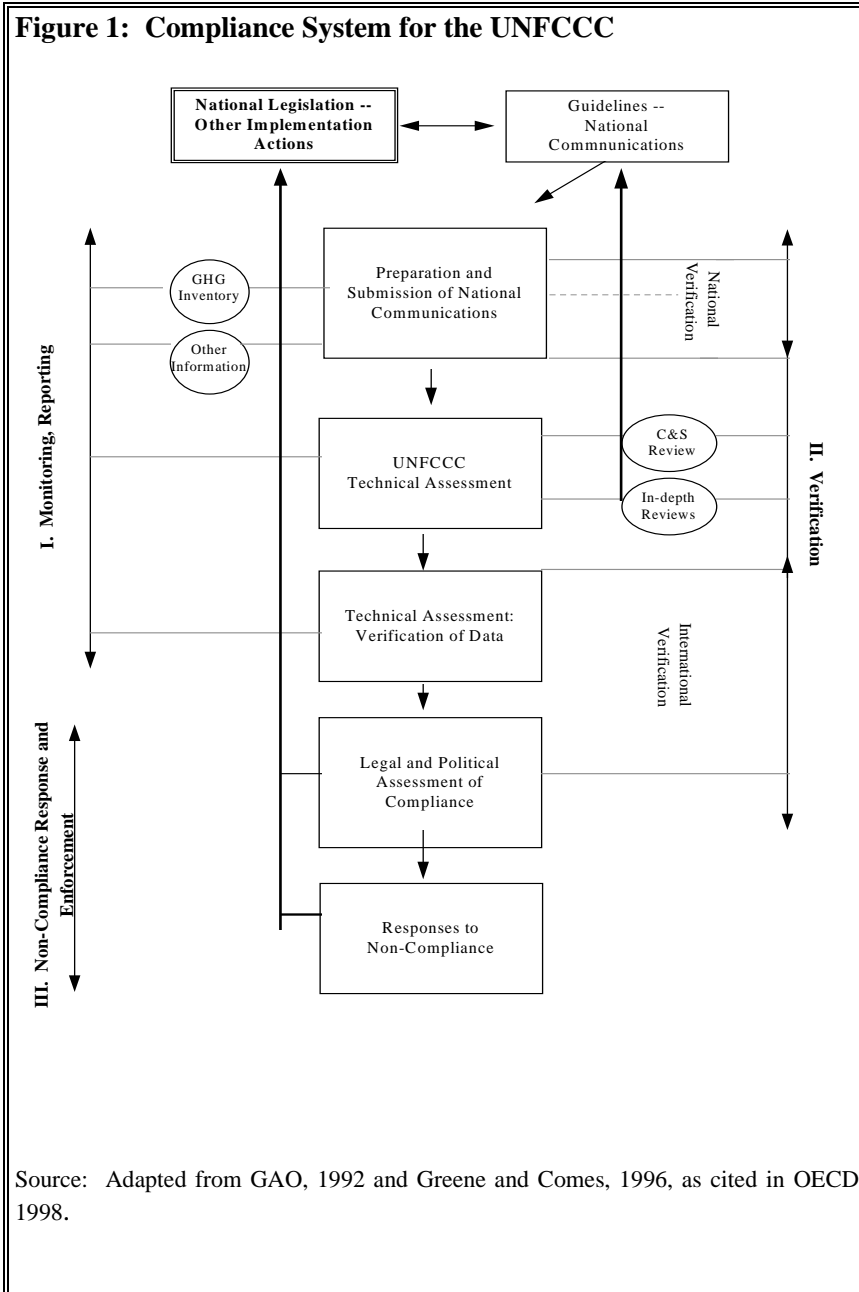 Figure 1:  Compliance System for the UNFCCC
National Legislation --
Other Implementation
Actions
Guidelines --
National
Commnunications
Preparation and
Submission of National
Communications
GHG
Inventory
Other
Information
National
Verification
I.  Monitoring, Reporting
UNFCCC
Technical Assessment
C&S
Review
In-depth
Reviews
II.  Verification
Technical Assessment:
Verification of Data
International
Verification
Legal and Political
Assessment of
Compliance
III.  Non-Compliance Response and
Enforcement
Responses to
Non-Compliance
Source:  Adapted from GAO, 1992 and Greene and Comes, 1996, as cited in OECD
1998.